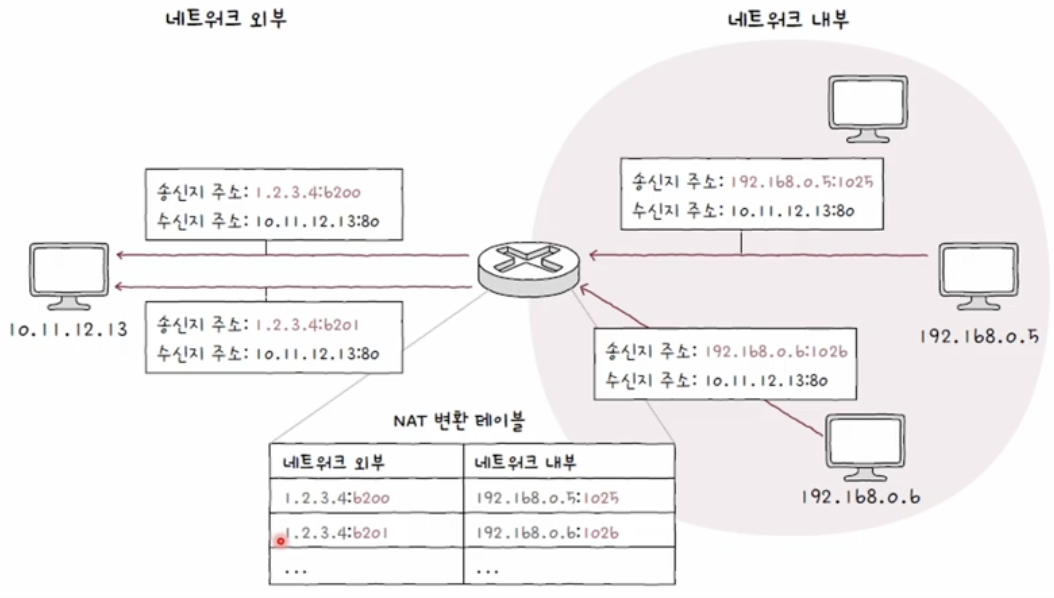 네트워크 외부
네트워크 내부
송신지 주소: 1.2.3.4:6200
수신지 주소: 10.11.12.13:80
송신지 주소: 192.168.0.5:1025
수신지 주소: 10.11.12.13:80
10.11.12.13
송신지 주소: 1.2.3.4:6201
수신지 주소: 10.11.12.13:80
192.168.0.5
송신지 주소: 192.168.0.6:1026
수신지 주소: 10.11.12.13:80
192.168.0.6
NAT 변환 테이블
네트워크 외부 네트워크 내부
1.2.3.4:6200 192.168.0.5:1025
1.2.3.4:6201 192.168.0.6:1026
... ...